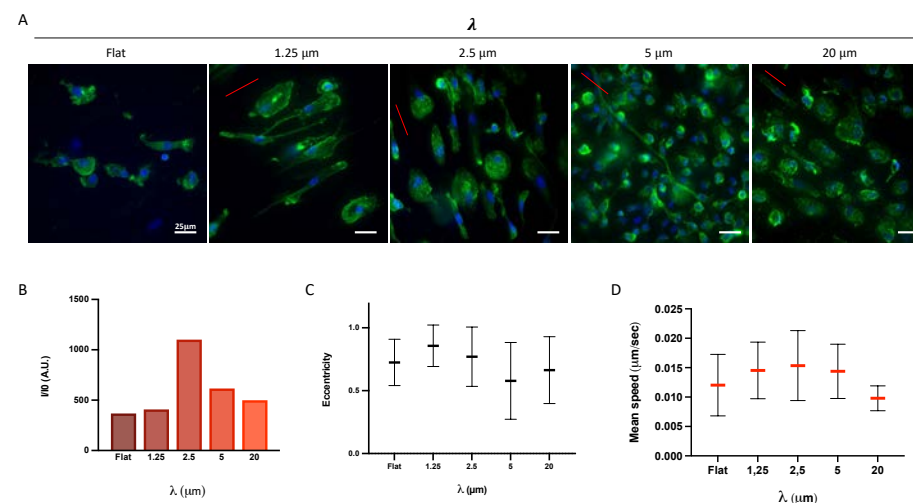 A
λ
Flat 1.25 μm 2.5 μm 5 μm 20 μm
25μm
B
I/I0 (A.U.)
1500
1000
500
0
Flat 1.25 2.5 5 20
λ (μm)
C
Eccentricity
1.0
0.5
0.0
Flat 1.25 2.5 5 20
λ (μm)
D
Mean speed (μm/sec)
0.025
0.020
0.015
0.010
0.005
0.000
Flat 1,25 2,5 5 20
λ (μm)